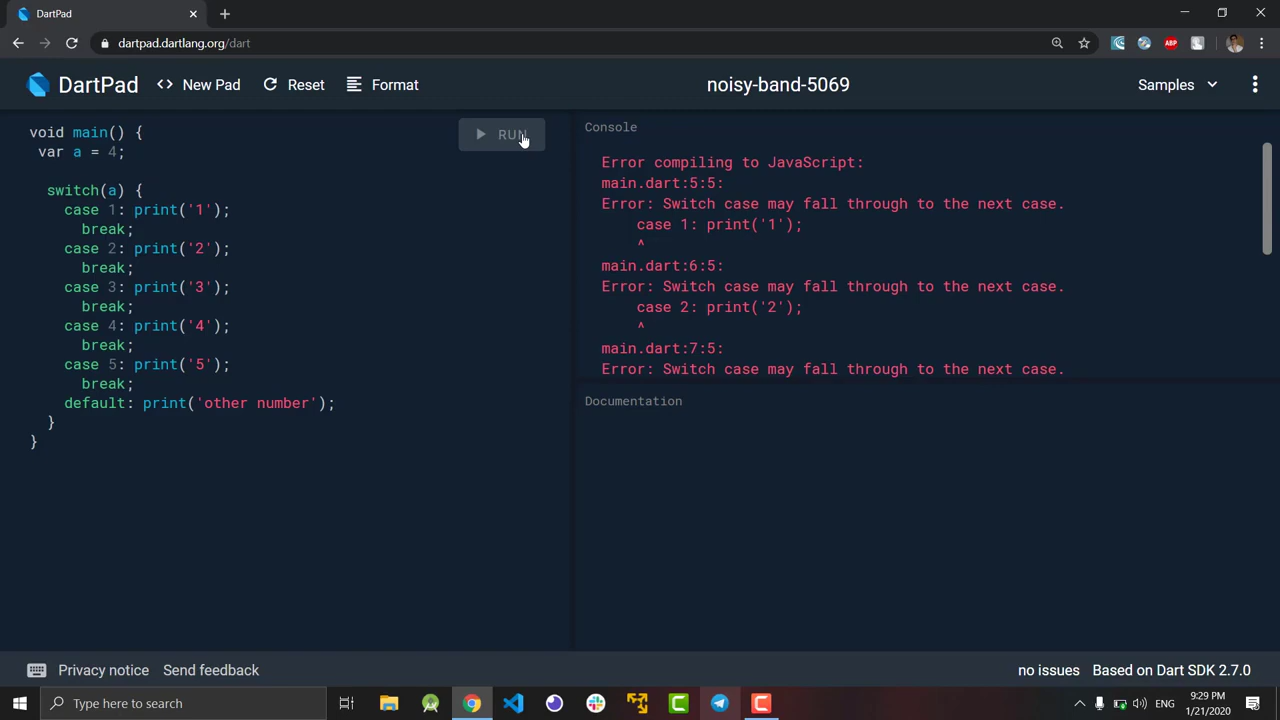 DartPad
dartpad.dartlang.org/dart
ABP
DartPad
<> New Pad
Reset
Format
noisy-band-5069
Samples
void main() {
var a = 4;
switch(a) {
case 1: print('1');
break;
case 2: print('2');
break;
case 3: print('3');
break;
case 4: print('4');
break;
case 5: print('5');
break;
default: print('other number');
}
}
RUN
Console
Error compiling to JavaScript:
main.dart:5:5:
Error: Switch case may fall through to the next case.
case 1: print('1');
^
main.dart:6:5:
Error: Switch case may fall through to the next case.
case 2: print('2');
^
main.dart:7:5:
Error: Switch case may fall through to the next case.
Documentation
Privacy notice
Send feedback
no issues
Based on Dart SDK 2.7.0
Type here to search
ENG
9:29 PM
1/21/2020